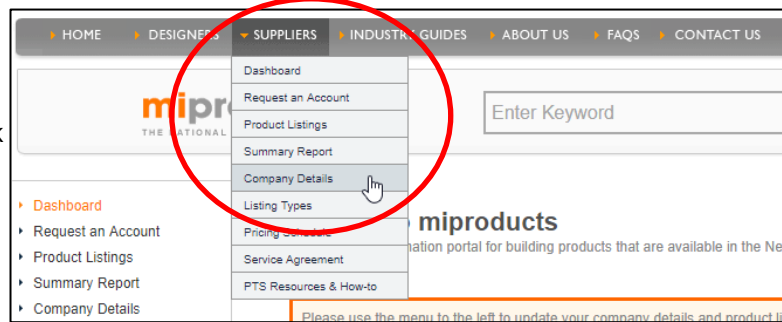 HOME DESIGNERS SUPPLIERS INDUSTRY GUIDES ABOUT US FAQS CONTACT US
Dashboard
Request an Account
Product Listings
Summary Report
Company Details
Listing Types
Pricing Schedule
Service Agreement
PTS Resources & How-to
mipr
THE NATIONAL
Enter Keyword
Dashboard
Request an Account
Product Listings
Summary Report
Company Details
miproducts
mation portal for building products that are available in the Ne
Please use the menu to the left to update your company details and product li